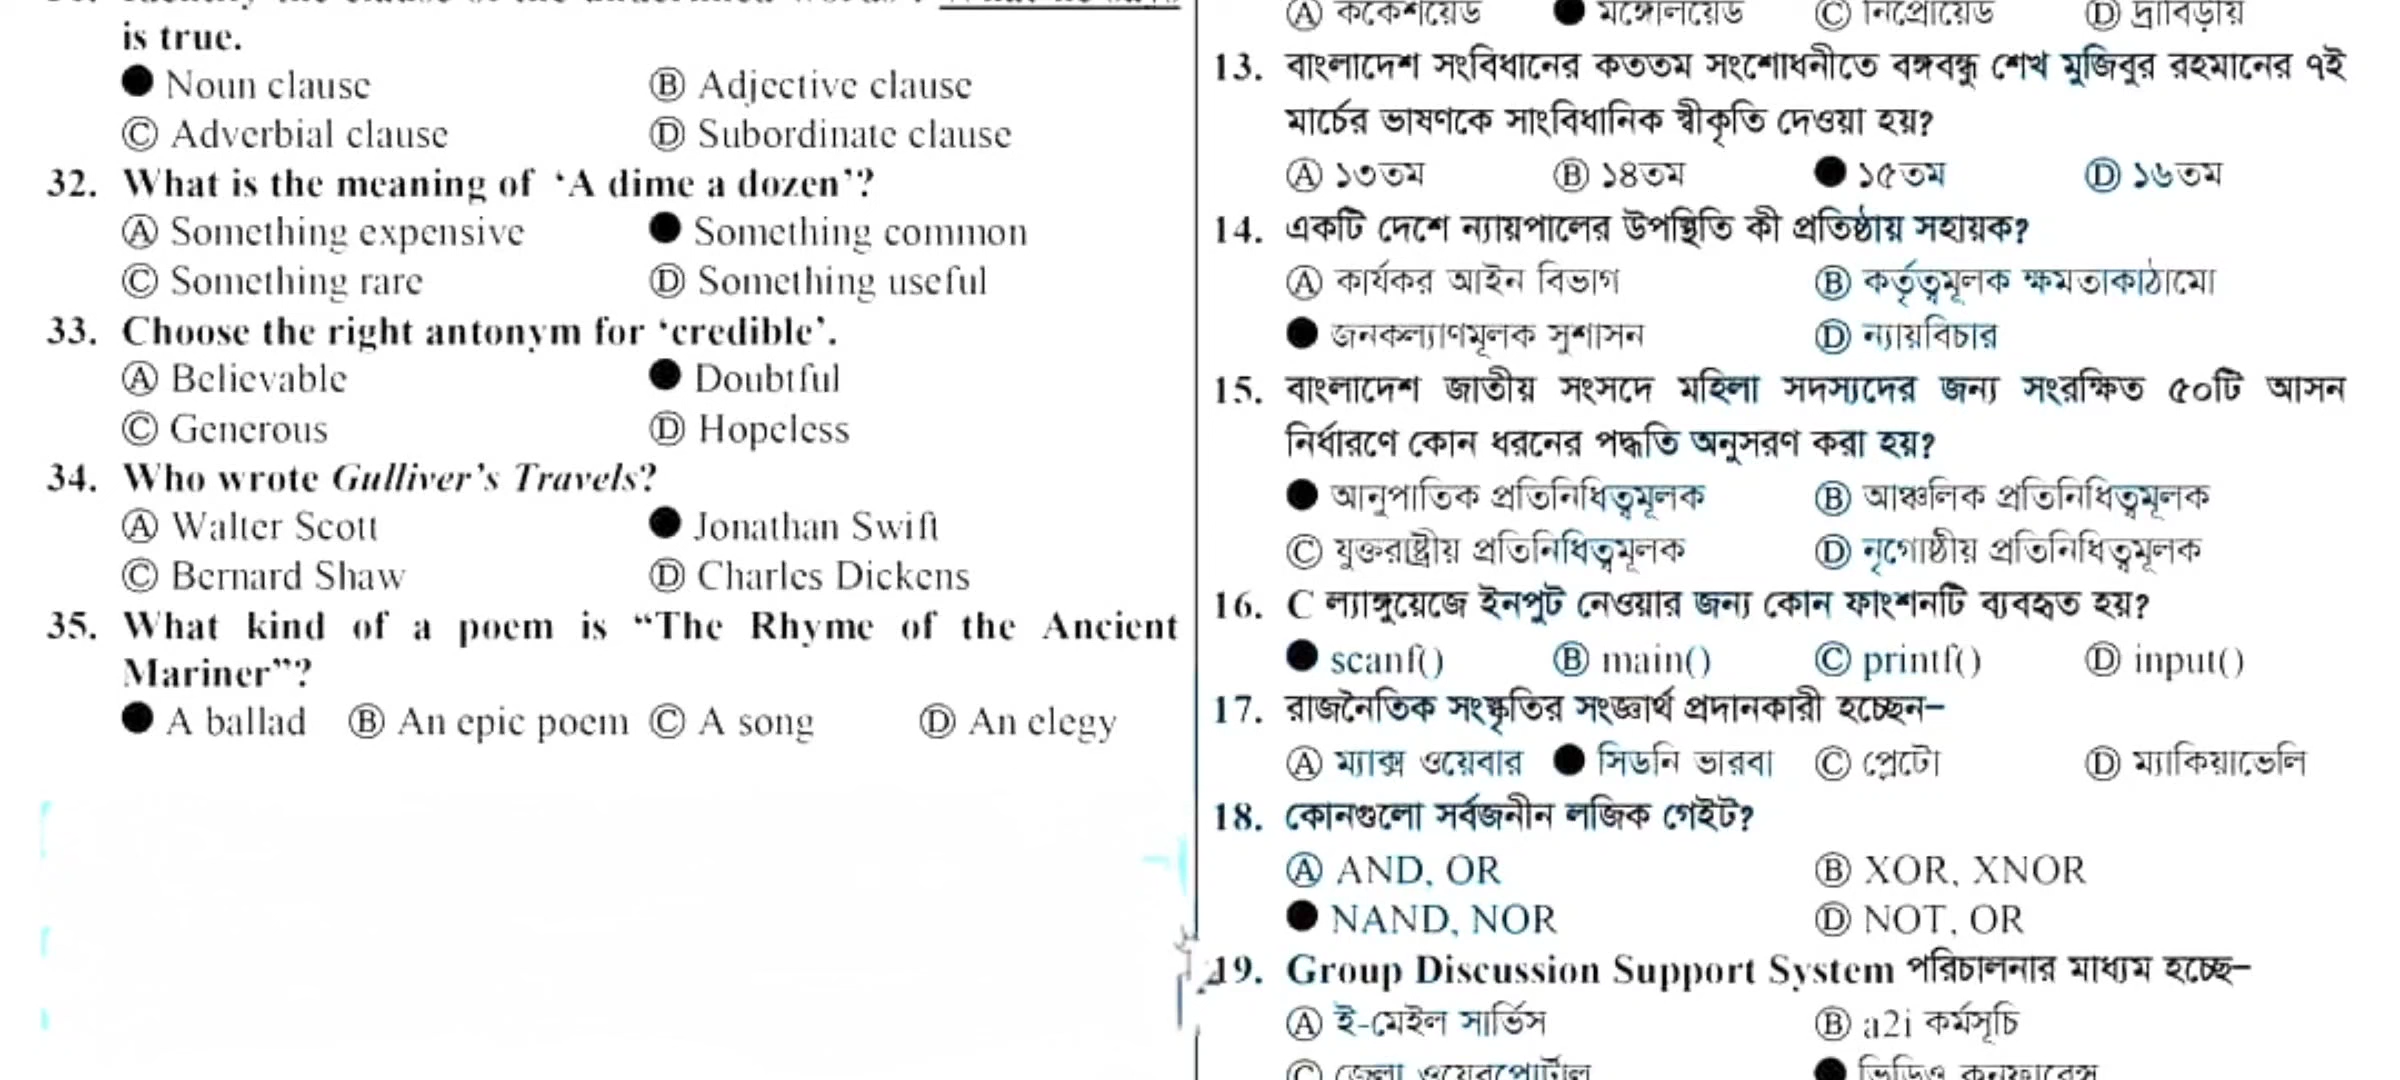 is true.
● Noun clause Ⓑ Adjective clause
Ⓒ Adverbial clause Ⓓ Subordinate clause
32. What is the meaning of ‘A dime a dozen’?
Ⓐ Something expensive ● Something common
Ⓒ Something rare Ⓓ Something useful
33. Choose the right antonym for ‘credible’.
Ⓐ Believable ● Doubtful
Ⓒ Generous Ⓓ Hopeless
34. Who wrote Gulliver’s Travels?
Ⓐ Walter Scott ● Jonathan Swift
Ⓒ Bernard Shaw Ⓓ Charles Dickens
35. What kind of a poem is “The Rhyme of the Ancient
Mariner”?
● A ballad Ⓑ An epic poem Ⓒ A song Ⓓ An elegy
Ⓐ ককেশয়েড ● মঙ্গোলয়েড Ⓒ নিগ্রোয়েড Ⓓ দ্রাবিড়ীয়
13. বাংলাদেশ সংবিধানের কততম সংশোধনীতে বঙ্গবন্ধু শেখ মুজিবুর রহমানের ৭ই
মার্চের ভাষণকে সাংবিধানিক স্বীকৃতি দেওয়া হয়?
Ⓐ ১৩তম Ⓑ ১৪তম ● ১৫তম Ⓓ ১৬তম
14. একটি দেশে ন্যায়পালের উপস্থিতি কী প্রতিষ্ঠায় সহায়ক?
Ⓐ কার্যকর আইন বিভাগ Ⓑ কর্তৃত্বমূলক ক্ষমতাকাঠামো
● জনকল্যাণমূলক সুশাসন Ⓓ ন্যায়বিচার
15. বাংলাদেশ জাতীয় সংসদে মহিলা সদস্যদের জন্য সংরক্ষিত ৫০টি আসন
নির্ধারণে কোন ধরনের পদ্ধতি অনুসরণ করা হয়?
● আনুপাতিক প্রতিনিধিত্বমূলক Ⓑ আঞ্চলিক প্রতিনিধিত্বমূলক
Ⓒ যুক্তরাষ্ট্রীয় প্রতিনিধিত্বমূলক Ⓓ নৃগোষ্ঠীয় প্রতিনিধিত্বমূলক
16. C ল্যাঙ্গুয়েজে ইনপুট নেওয়ার জন্য কোন ফাংশনটি ব্যবহৃত হয়?
● scanf() Ⓑ main() Ⓒ printf() Ⓓ input()
17. রাজনৈতিক সংস্কৃতির সংজ্ঞার্থ প্রদানকারী হচ্ছেন–
Ⓐ ম্যাক্স ওয়েবার ● সিডনি ভারবা Ⓒ প্লেটো Ⓓ ম্যাকিয়াভেলি
18. কোনগুলো সর্বজনীন লজিক গেইট?
Ⓐ AND, OR Ⓑ XOR, XNOR
● NAND, NOR Ⓓ NOT, OR
19. Group Discussion Support System পরিচালনার মাধ্যম হচ্ছে–
Ⓐ ই-মেইল সার্ভিস Ⓑ a2i কর্মসূচি
Ⓒ জেলা ওয়েবপোর্টাল ● ভিডিও কনফারেন্স